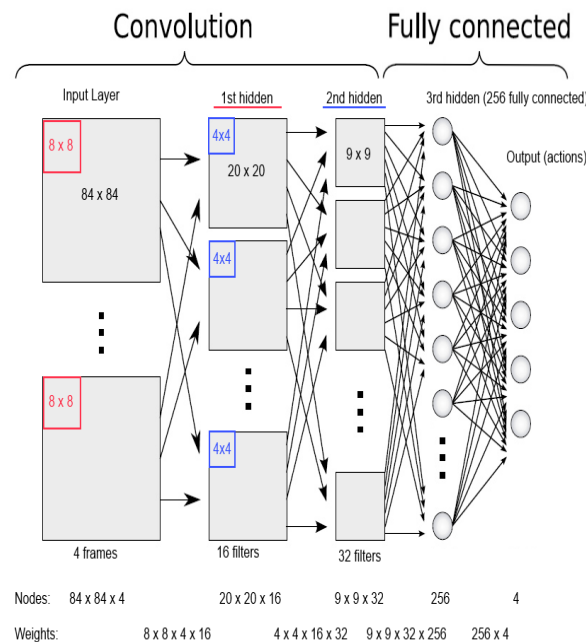 Convolution Fully connected
Input Layer 1st hidden 2nd hidden 3rd hidden (256 fully connected)
Output (actions)
8 x 8 4x4 9 x 9
84 x 84 20 x 20
4x4
8 x 8 4x4
4 frames 16 filters 32 filters
Nodes: 84 x 84 x 4 20 x 20 x 16 9 x 9 x 32 256 4
Weights: 8 x 8 x 4 x 16 4 x 4 x 16 x 32 9 x 9 x 32 x 256 256 x 4